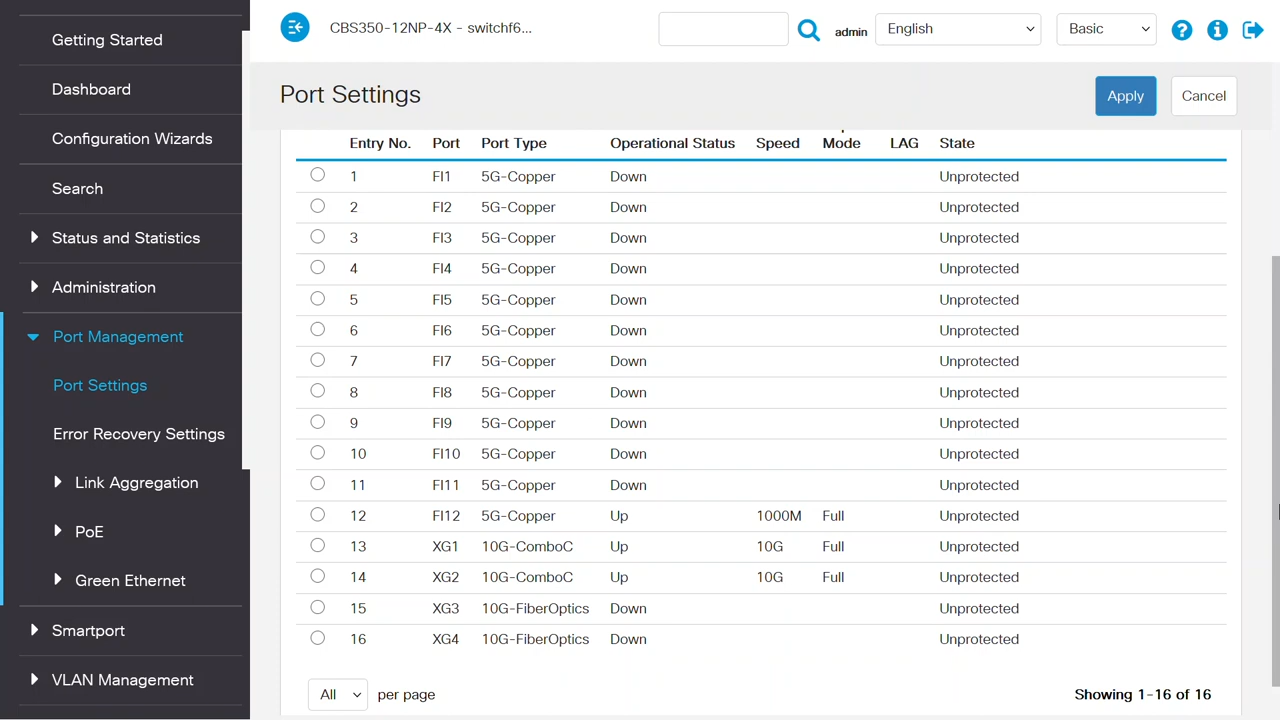 Getting Started
Dashboard
Configuration Wizards
Search
Status and Statistics
Administration
Port Management
Port Settings
Error Recovery Settings
Link Aggregation
PoE
Green Ethernet
Smartport
VLAN Management
CBS350-12NP-4X - switchf6... admin English Basic
Port Settings Apply Cancel
Entry No. Port Port Type Operational Status Speed Mode LAG State
1 FI1 5G-Copper Down Unprotected
2 FI2 5G-Copper Down Unprotected
3 FI3 5G-Copper Down Unprotected
4 FI4 5G-Copper Down Unprotected
5 FI5 5G-Copper Down Unprotected
6 FI6 5G-Copper Down Unprotected
7 FI7 5G-Copper Down Unprotected
8 FI8 5G-Copper Down Unprotected
9 FI9 5G-Copper Down Unprotected
10 FI10 5G-Copper Down Unprotected
11 FI11 5G-Copper Down Unprotected
12 FI12 5G-Copper Up 1000M Full Unprotected
13 XG1 10G-ComboC Up 10G Full Unprotected
14 XG2 10G-ComboC Up 10G Full Unprotected
15 XG3 10G-FiberOptics Down Unprotected
16 XG4 10G-FiberOptics Down Unprotected
All per page Showing 1-16 of 16